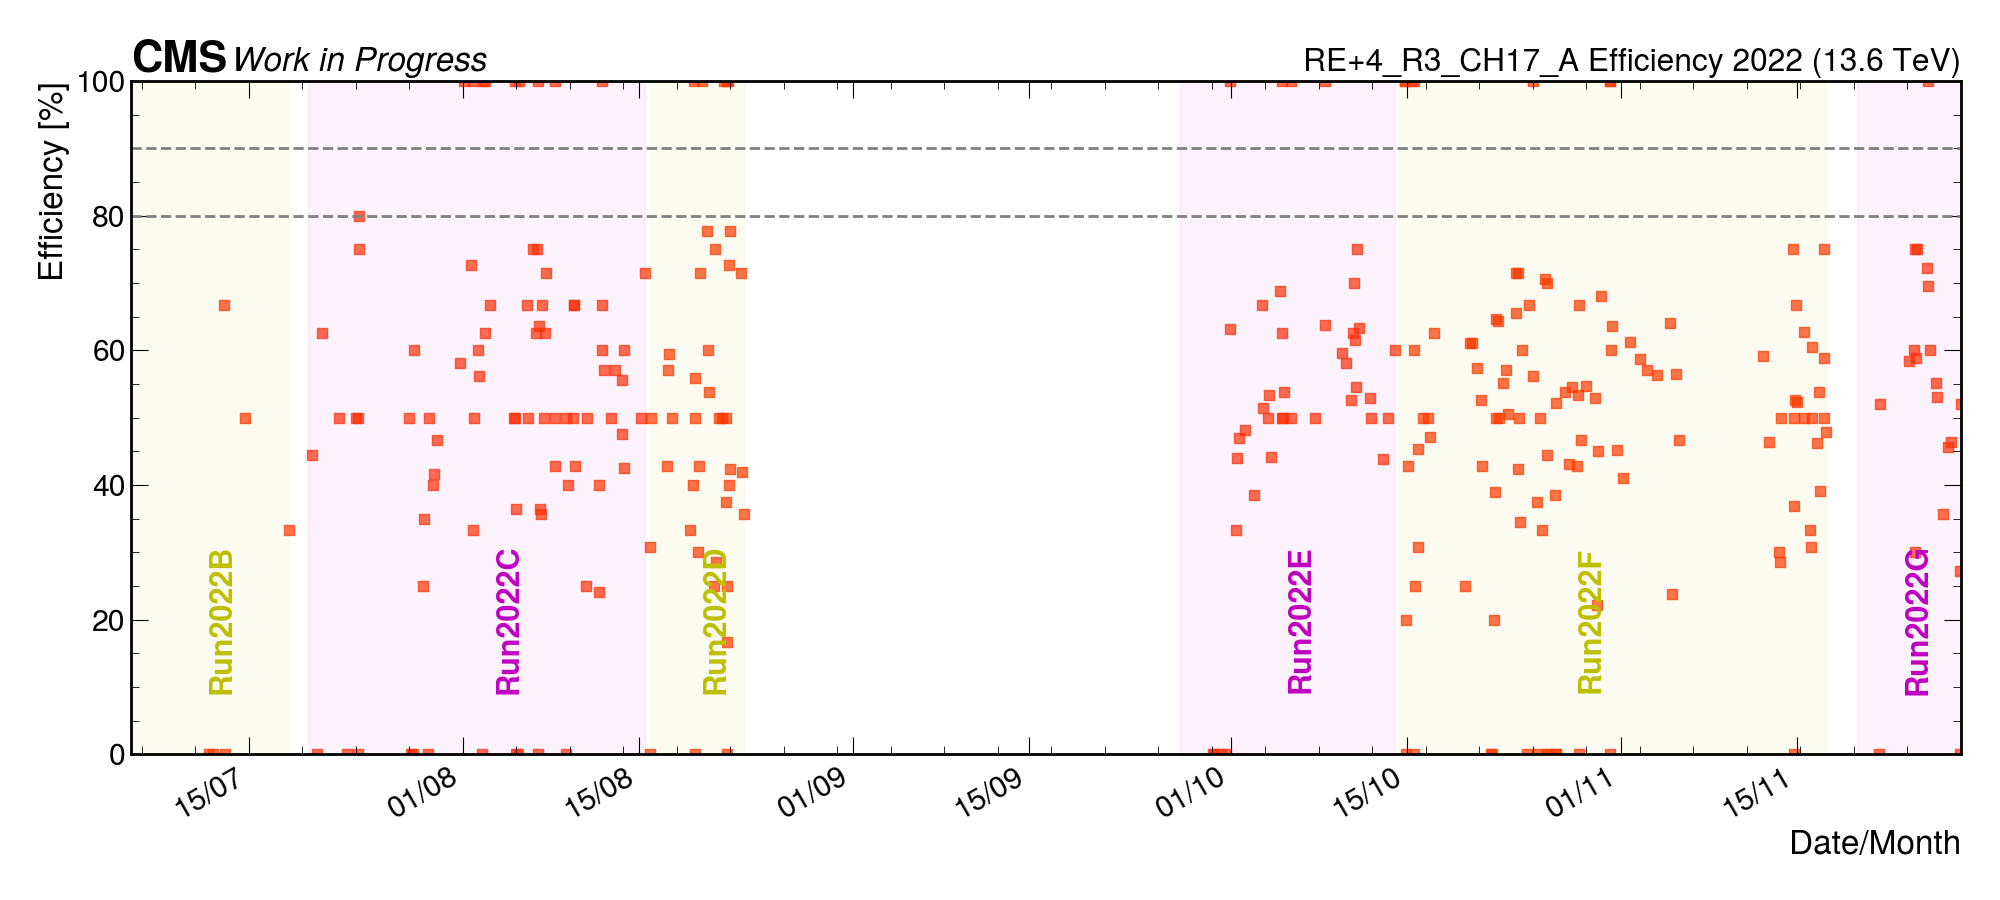 CMS Work in Progress
RE+4_R3_CH17_A Efficiency 2022 (13.6 TeV)
Efficiency [%]
100
80
60
40
20
0
Run2022B
Run2022C
Run2022D
Run2022E
Run2022F
Run2022G
15/07
01/08
15/08
01/09
15/09
01/10
15/10
01/11
15/11
Date/Month